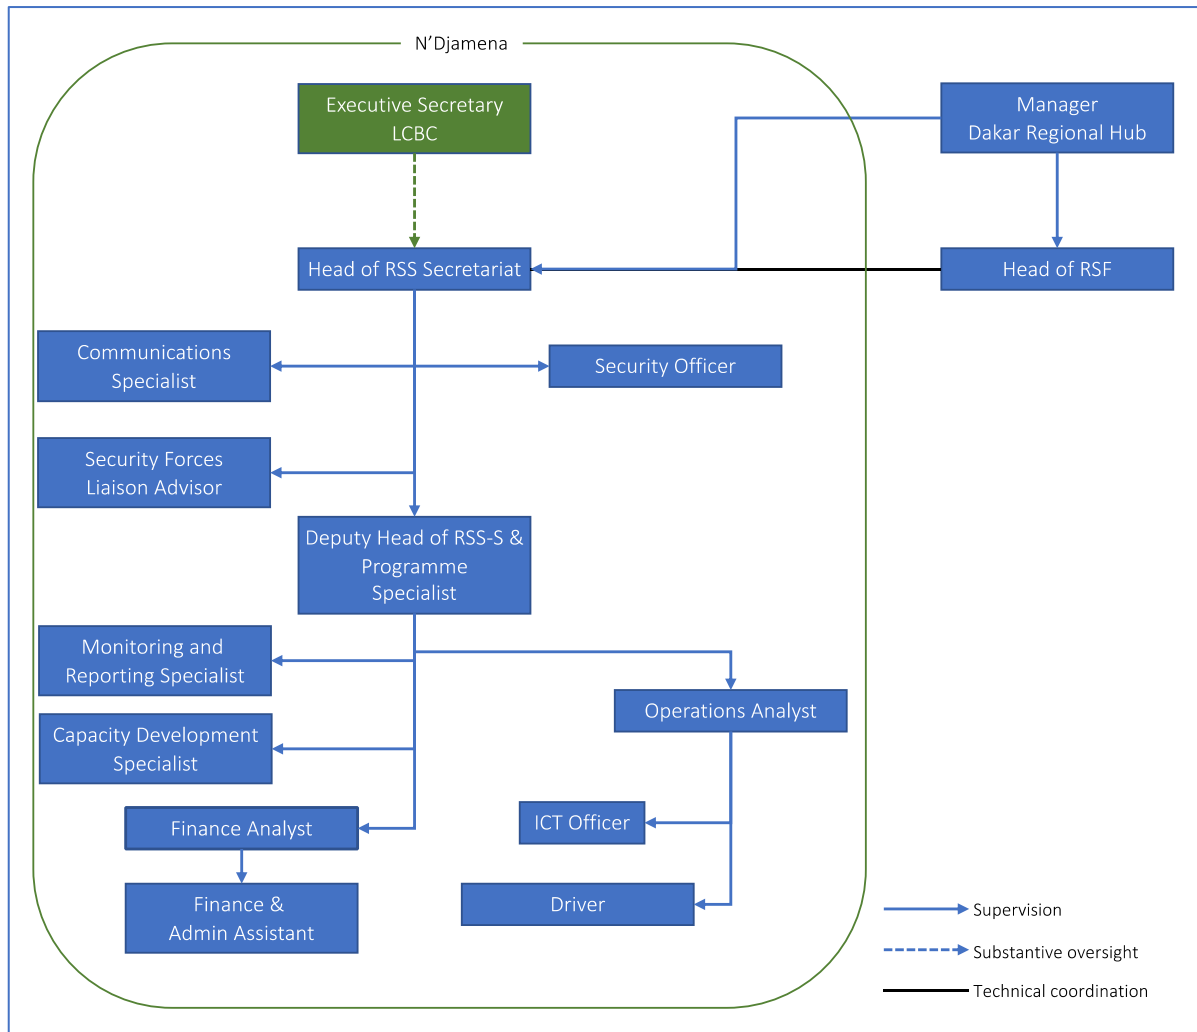 N’Djamena
Executive Secretary
LCBC
Manager
Dakar Regional Hub
Head of RSS Secretariat
Head of RSF
Communications
Specialist
Security Officer
Security Forces
Liaison Advisor
Deputy Head of RSS-S &
Programme
Specialist
Monitoring and
Reporting Specialist
Operations Analyst
Capacity Development
Specialist
Finance Analyst
ICT Officer
Finance &
Admin Assistant
Driver
Supervision
Substantive oversight
Technical coordination